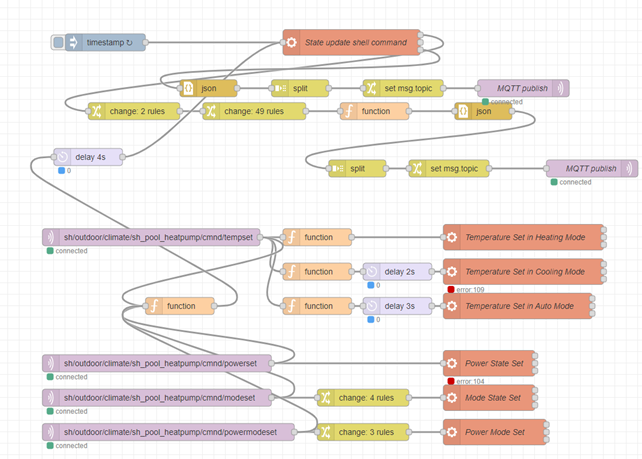 timestamp ↻
State update shell command
json
split
set msg.topic
MQTT publish
connected
change: 2 rules
change: 49 rules
function
json
delay 4s
0
split
set msg.topic
MQTT publish
connected
sh/outdoor/climate/sh_pool_heatpump/cmnd/tempset
connected
function
Temperature Set in Heating Mode
function
delay 2s
0
Temperature Set in Cooling Mode
error:109
function
function
delay 3s
0
Temperature Set in Auto Mode
sh/outdoor/climate/sh_pool_heatpump/cmnd/powerset
connected
Power State Set
error:104
sh/outdoor/climate/sh_pool_heatpump/cmnd/modeset
connected
change: 4 rules
Mode State Set
sh/outdoor/climate/sh_pool_heatpump/cmnd/powermodeset
connected
change: 3 rules
Power Mode Set